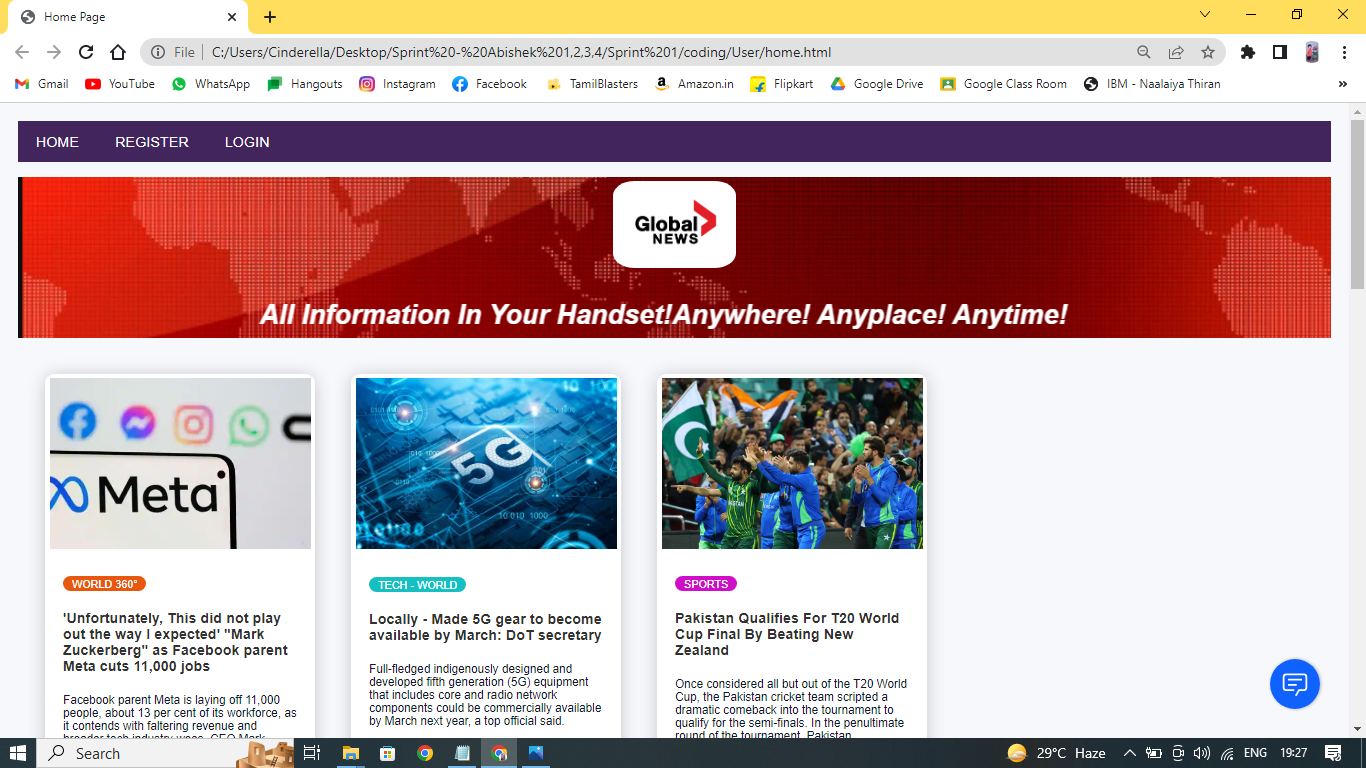 Home Page
File
C:/Users/Cinderella/Desktop/Sprint%20-%20Abishek%201,2,3,4/Sprint%201/coding/User/home.html
Gmail YouTube WhatsApp Hangouts Instagram Facebook TamilBlasters Amazon.in Flipkart Google Drive Google Class Room IBM - Naalaiya Thiran »
HOME REGISTER LOGIN
Global
NEWS
All Information In Your Handset!Anywhere! Anyplace! Anytime!
Meta
WORLD 360°
'Unfortunately, This did not play
out the way I expected' "Mark
Zuckerberg" as Facebook parent
Meta cuts 11,000 jobs
Facebook parent Meta is laying off 11,000
people, about 13 per cent of its workforce, as
it contends with faltering revenue and
broader tech industry woes, CEO Mark
5G
TECH - WORLD
Locally - Made 5G gear to become
available by March: DoT secretary
Full-fledged indigenously designed and
developed fifth generation (5G) equipment
that includes core and radio network
components could be commercially available
by March next year, a top official said.
SPORTS
Pakistan Qualifies For T20 World
Cup Final By Beating New
Zealand
Once considered all but out of the T20 World
Cup, the Pakistan cricket team scripted a
dramatic comeback into the tournament to
qualify for the semi-finals. In the penultimate
round of the tournament, Pakistan
Search
29°C Haze
ENG
19:27